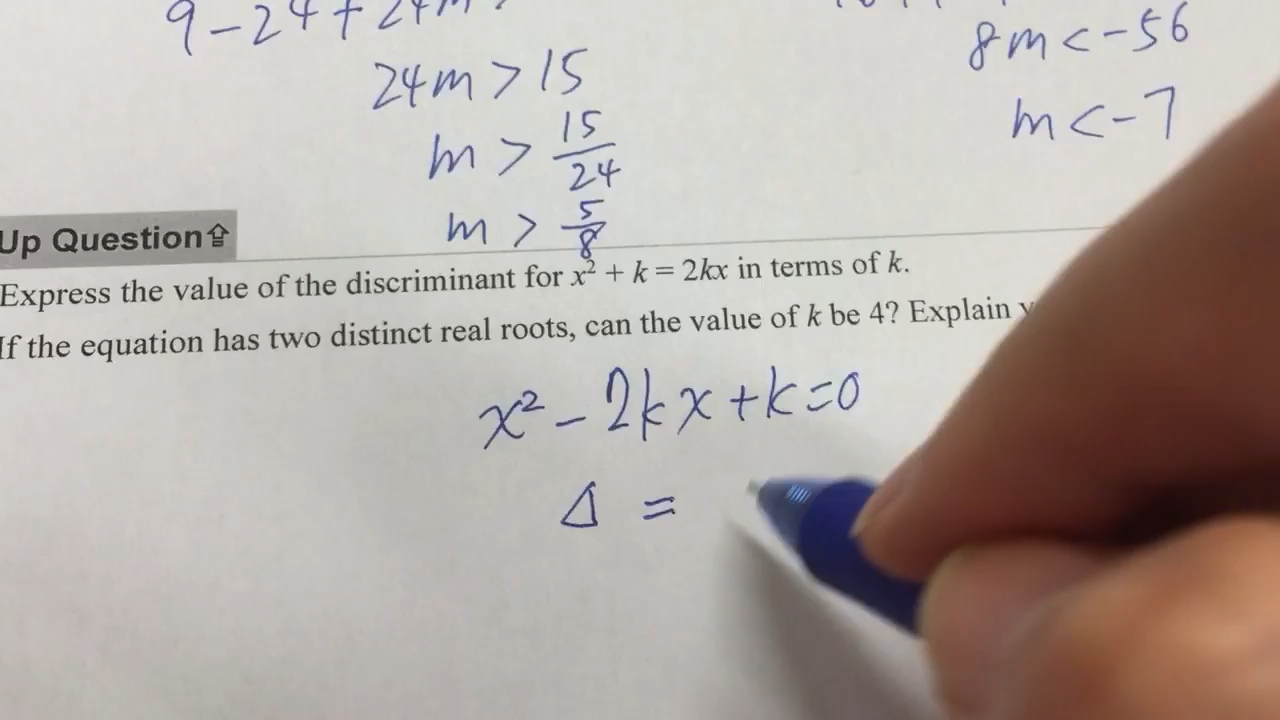 9 - 24 + 24m >
24m > 15
m > 15/24
m > 5/8
8m < -56
m < -7
Up Question
Express the value of the discriminant for x² + k = 2kx in terms of k.
If the equation has two distinct real roots, can the value of k be 4? Explain
x² - 2kx + k = 0
Δ =